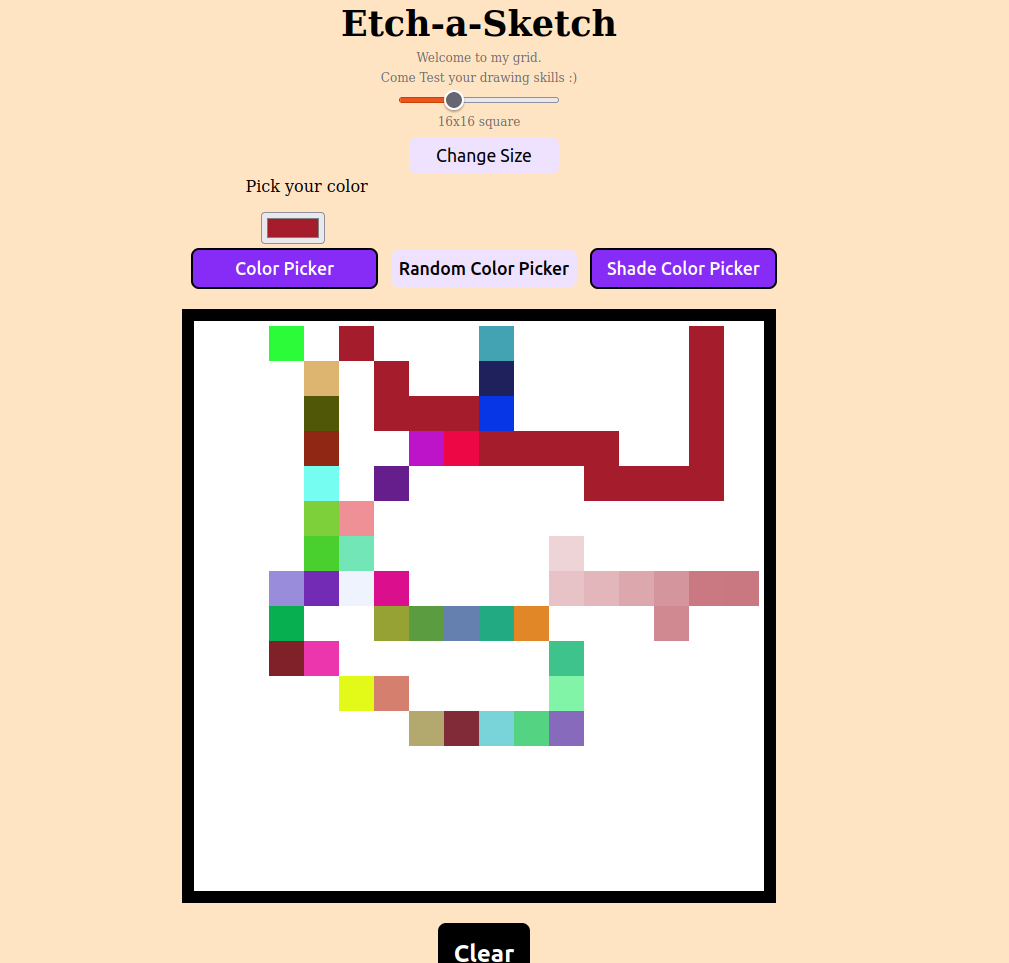 Etch-a-Sketch
Welcome to my grid.
Come Test your drawing skills :)
16x16 square
Change Size
Pick your color
Color Picker
Random Color Picker
Shade Color Picker
Clear